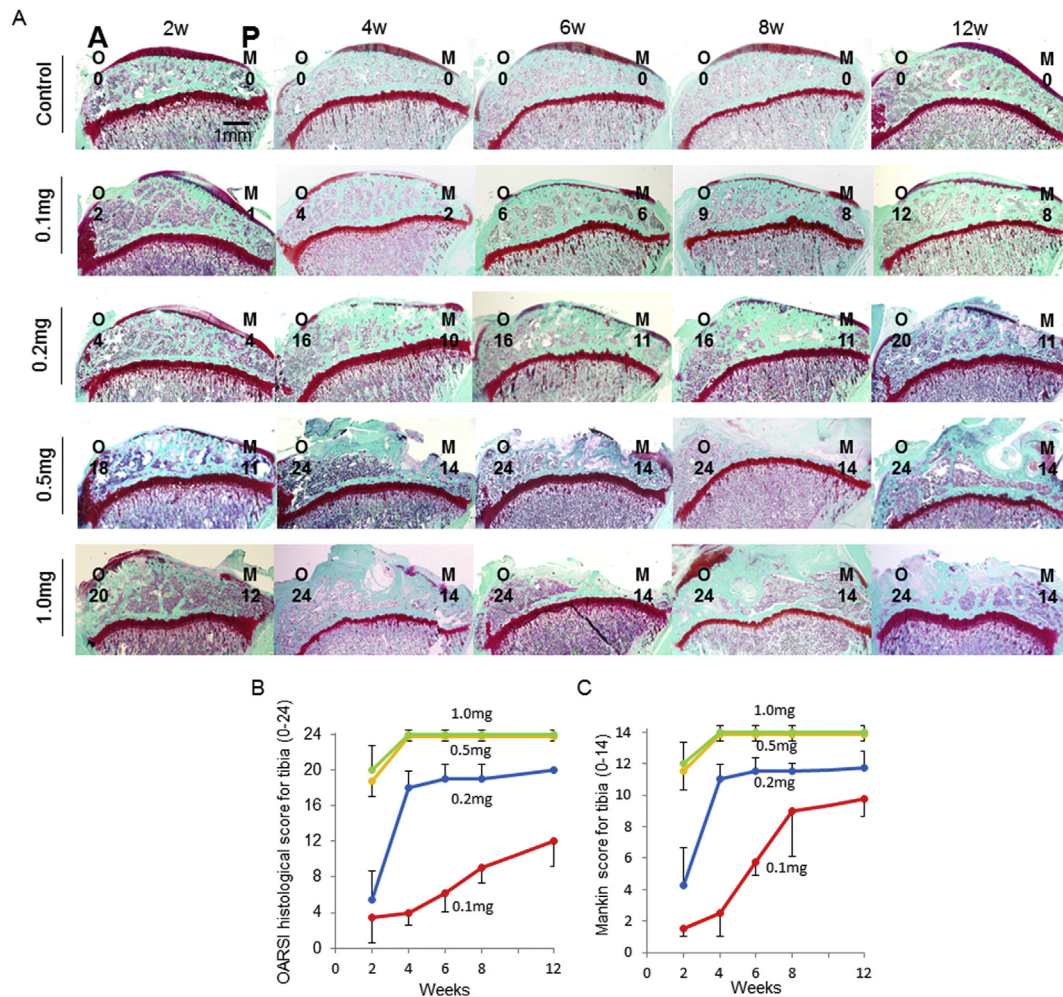 A
2w 4w 6w 8w 12w
Control
A P
O M O M O M O M O M
0 0 0 0 0 0 0 0 0 0
1mm
0.1mg
O M O M O M O M O M
2 1 4 2 6 6 9 8 12 8
0.2mg
O M O M O M O M O M
4 4 16 10 16 11 16 11 20 11
0.5mg
O M O M O M O M O M
18 11 24 14 24 14 24 14 24 14
1.0mg
O M O M O M O M O M
20 12 24 14 24 14 24 14 24 14
B
OARSI histological score for tibia (0-24)
24
20
16
12
8
4
0
1.0mg
0.5mg
0.2mg
0.1mg
0 2 4 6 8 12
Weeks
C
Mankin score for tibia (0-14)
14
12
10
8
6
4
2
0
1.0mg
0.5mg
0.2mg
0.1mg
0 2 4 6 8 12
Weeks